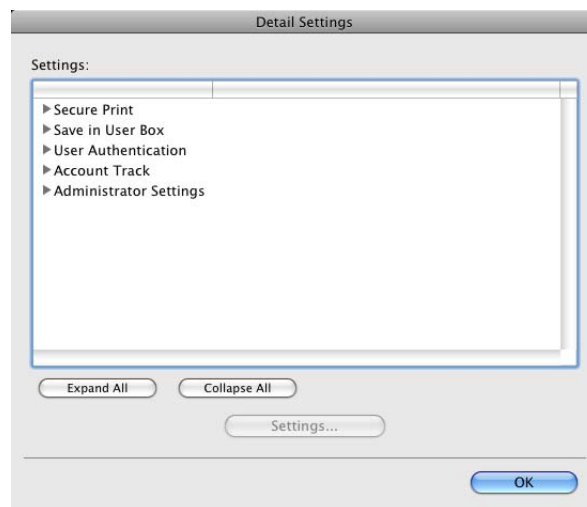 Detail Settings
Settings:
Secure Print
Save in User Box
User Authentication
Account Track
Administrator Settings
Expand All
Collapse All
Settings...
OK